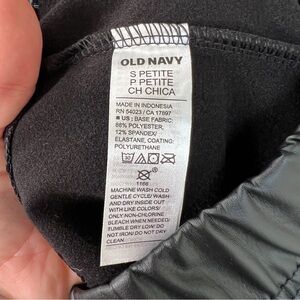 OLD NAVY
S PETITE
P PETITE
CH CHICA
MADE IN INDONESIA
RN 54023 / CA 17897
■ US: BASE FABRIC:
88% POLYESTER,
12% SPANDEX/
ELASTANE, COATING:
POLYURETHANE
MACHINE WASH COLD
GENTLE CYCLE/ WASH
AND DRY INSIDE OUT
WITH LIKE COLORS/
ONLY NON-CHLORINE
BLEACH WHEN NEEDED/
TUMBLE DRY LOW/ DO
NOT IRON/ DO NOT DRY
CLEAN